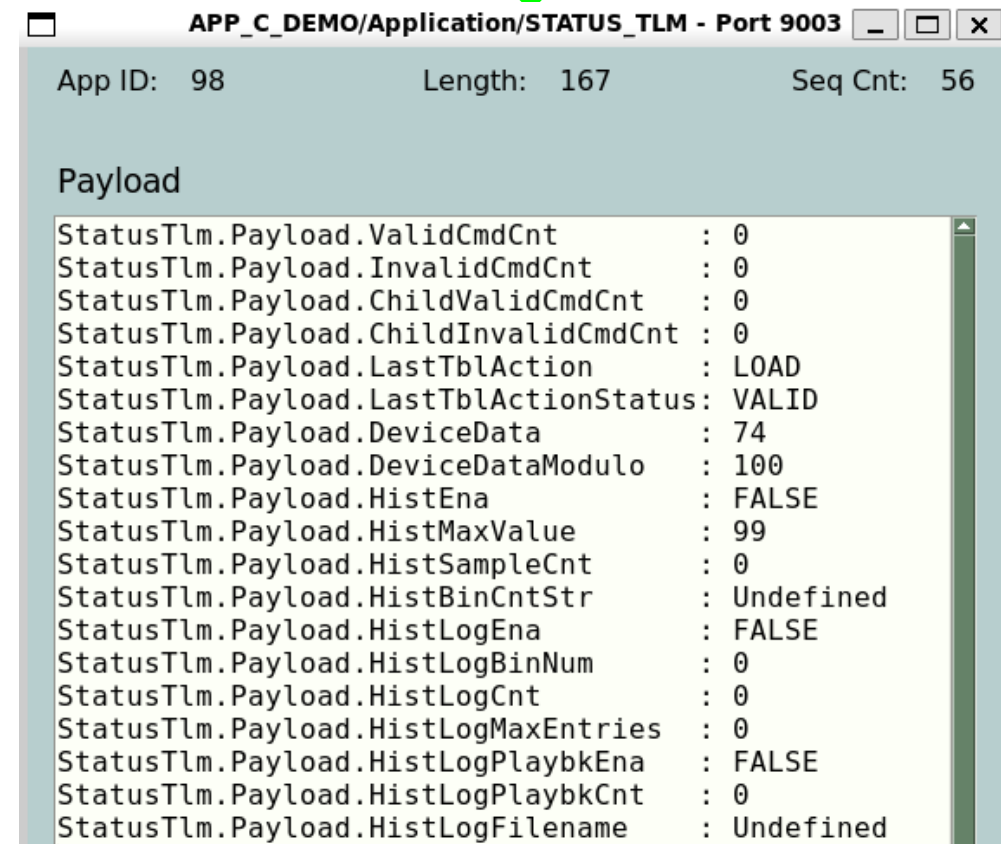 APP_C_DEMO/Application/STATUS_TLM - Port 9003
App ID: 98 Length: 167 Seq Cnt: 56
Payload
StatusTlm.Payload.ValidCmdCnt : 0
StatusTlm.Payload.InvalidCmdCnt : 0
StatusTlm.Payload.ChildValidCmdCnt : 0
StatusTlm.Payload.ChildInvalidCmdCnt : 0
StatusTlm.Payload.LastTblAction : LOAD
StatusTlm.Payload.LastTblActionStatus: VALID
StatusTlm.Payload.DeviceData : 74
StatusTlm.Payload.DeviceDataModulo : 100
StatusTlm.Payload.HistEna : FALSE
StatusTlm.Payload.HistMaxValue : 99
StatusTlm.Payload.HistSampleCnt : 0
StatusTlm.Payload.HistBinCntStr : Undefined
StatusTlm.Payload.HistLogEna : FALSE
StatusTlm.Payload.HistLogBinNum : 0
StatusTlm.Payload.HistLogCnt : 0
StatusTlm.Payload.HistLogMaxEntries : 0
StatusTlm.Payload.HistLogPlaybkEna : FALSE
StatusTlm.Payload.HistLogPlaybkCnt : 0
StatusTlm.Payload.HistLogFilename : Undefined